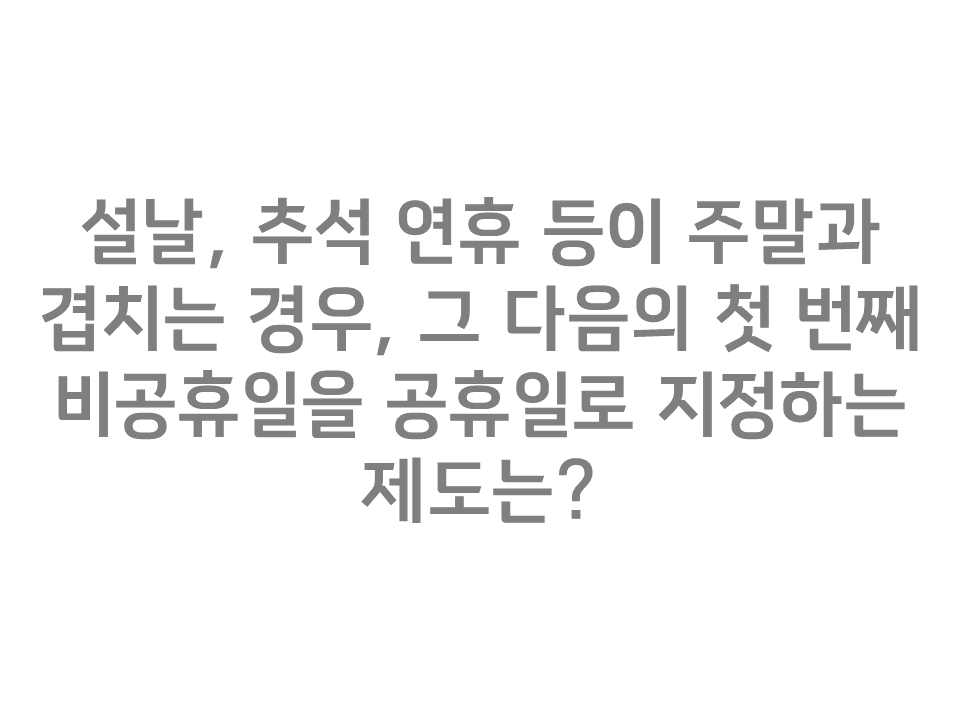 설날, 추석 연휴 등이 주말과
겹치는 경우, 그 다음의 첫 번째
비공휴일을 공휴일로 지정하는
제도는?